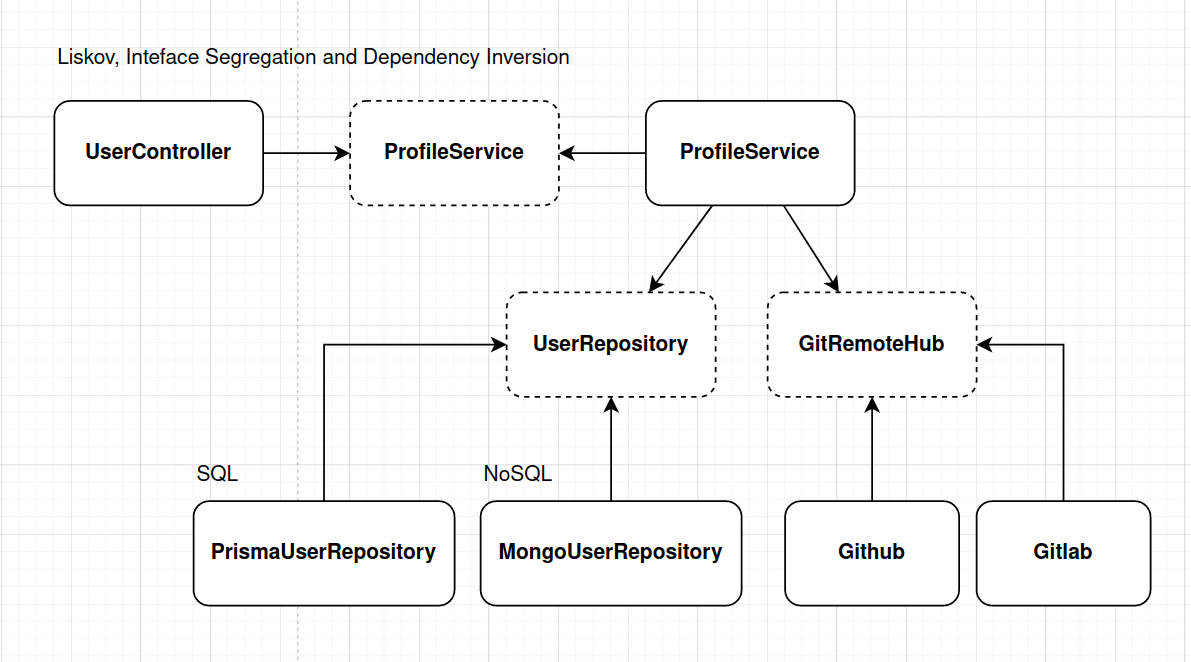 Liskov, Inteface Segregation and Dependency Inversion
UserController
ProfileService
ProfileService
UserRepository
GitRemoteHub
SQL
NoSQL
PrismaUserRepository
MongoUserRepository
Github
Gitlab